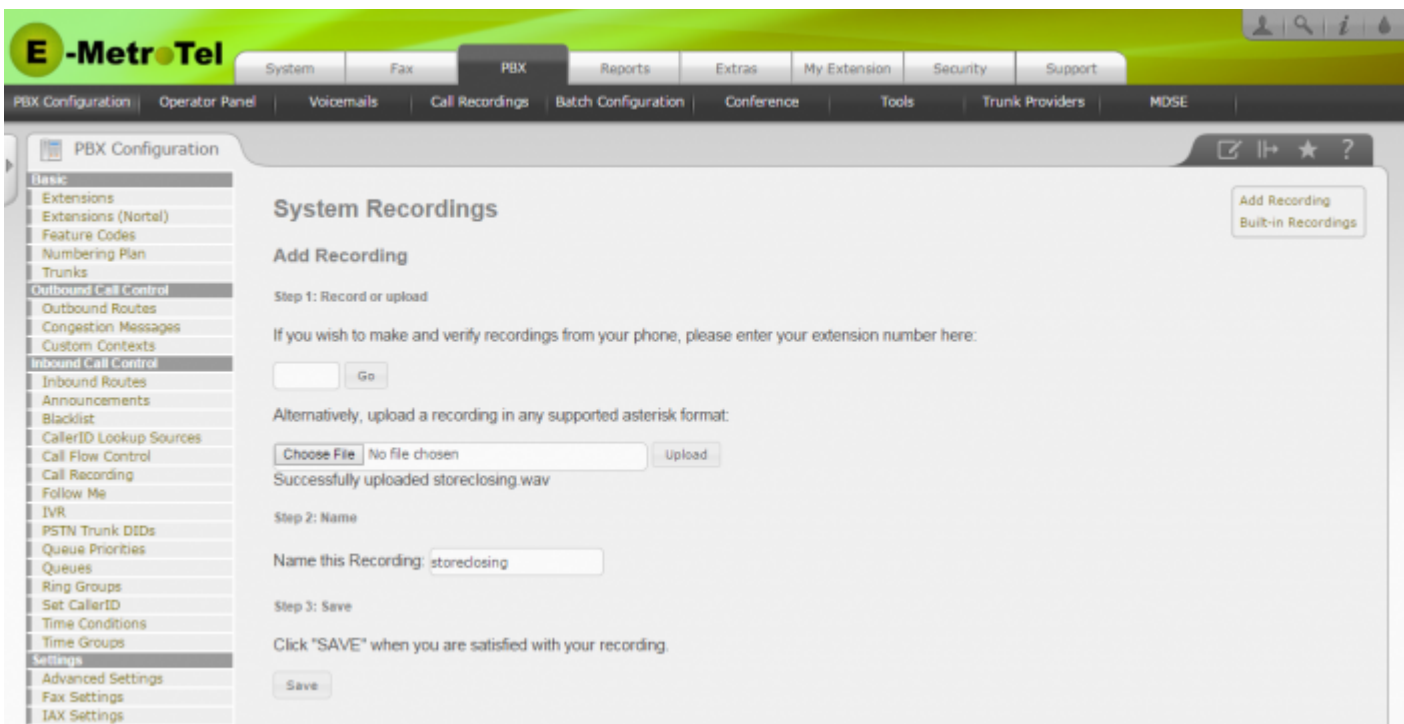 E-MetroTel
System Fax PBX Reports Extras My Extension Security Support
PBX Configuration Operator Panel Voicemails Call Recordings Batch Configuration Conference Tools Trunk Providers MDSE
PBX Configuration
Basic
Extensions
Extensions (Nortel)
Feature Codes
Numbering Plan
Trunks
Outbound Call Control
Outbound Routes
Congestion Messages
Custom Contexts
Inbound Call Control
Inbound Routes
Announcements
Blacklist
CallerID Lookup Sources
Call Flow Control
Call Recording
Follow Me
IVR
PSTN Trunk DIDs
Queue Priorities
Queues
Ring Groups
Set CallerID
Time Conditions
Time Groups
Settings
Advanced Settings
Fax Settings
IAX Settings
System Recordings
Add Recording
Step 1: Record or upload
If you wish to make and verify recordings from your phone, please enter your extension number here:
Go
Alternatively, upload a recording in any supported asterisk format:
Choose File No file chosen Upload
Successfully uploaded storeclosing.wav
Step 2: Name
Name this Recording: storeclosing
Step 3: Save
Click "SAVE" when you are satisfied with your recording.
Save
Add Recording
Built-in Recordings